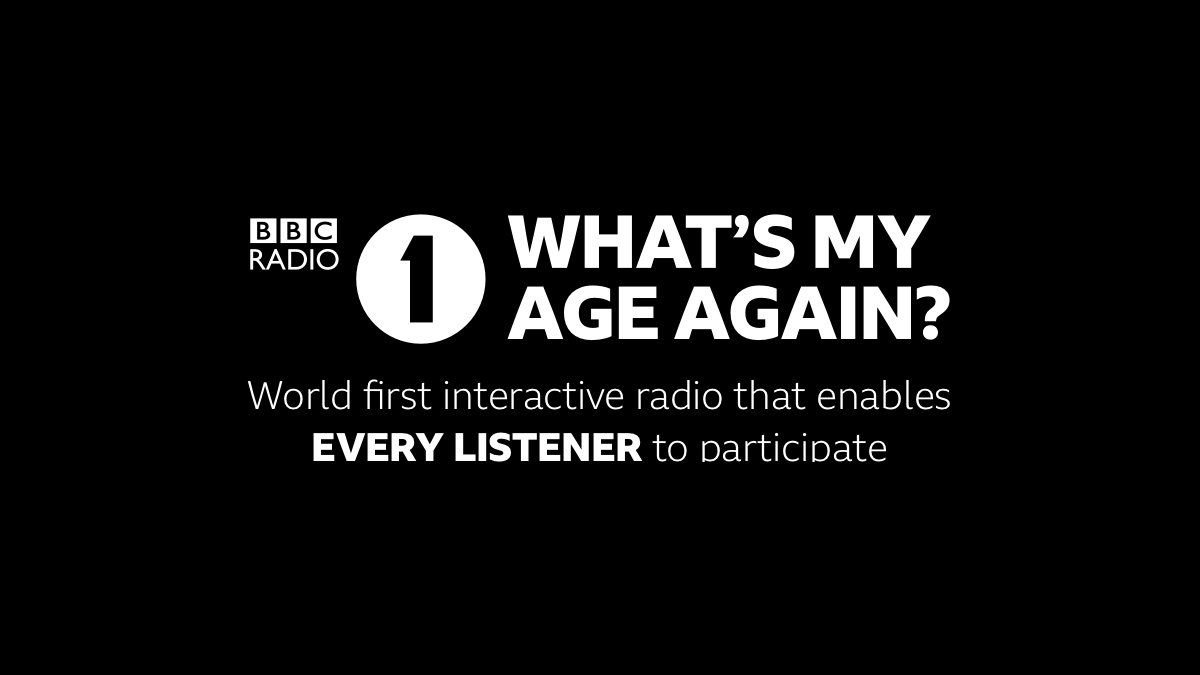 BBC
RADIO
1
WHAT'S MY
AGE AGAIN?
World first interactive radio that enables
EVERY LISTENER to participate